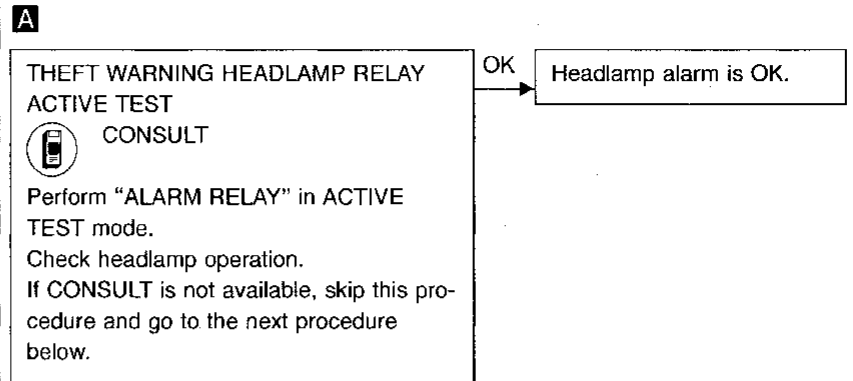 A
THEFT WARNING HEADLAMP RELAY
ACTIVE TEST
CONSULT
Perform “ALARM RELAY” in ACTIVE
TEST mode.
Check headlamp operation.
If CONSULT is not available, skip this pro-
cedure and go to the next procedure
below.
OK
Headlamp alarm is OK.